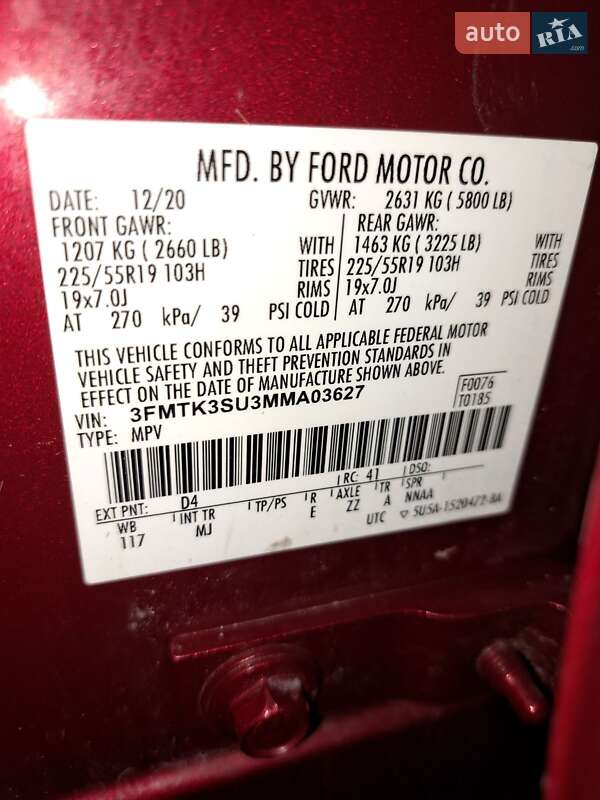 auto RIA.com
MFD. BY FORD MOTOR CO.
DATE: 12/20 GVWR: 2631 KG ( 5800 LB)
FRONT GAWR: REAR GAWR:
1207 KG ( 2660 LB) WITH 1463 KG ( 3225 LB) WITH
225/55R19 103H TIRES 225/55R19 103H TIRES
19x7.0J RIMS 19x7.0J RIMS
AT 270 kPa/ 39 PSI COLD AT 270 kPa/ 39 PSI COLD
THIS VEHICLE CONFORMS TO ALL APPLICABLE FEDERAL MOTOR
VEHICLE SAFETY AND THEFT PREVENTION STANDARDS IN
EFFECT ON THE DATE OF MANUFACTURE SHOWN ABOVE.
VIN: 3FMTK3SU3MMA03627 F0076
TYPE: MPV T0185
EXT PNT: D4 RC: 41 DSO:
WB INT TR TP/PS R AXLE TR SPR
117 MJ E ZZ A NNAA
UTC ▽ 5U5A-1520472-BA